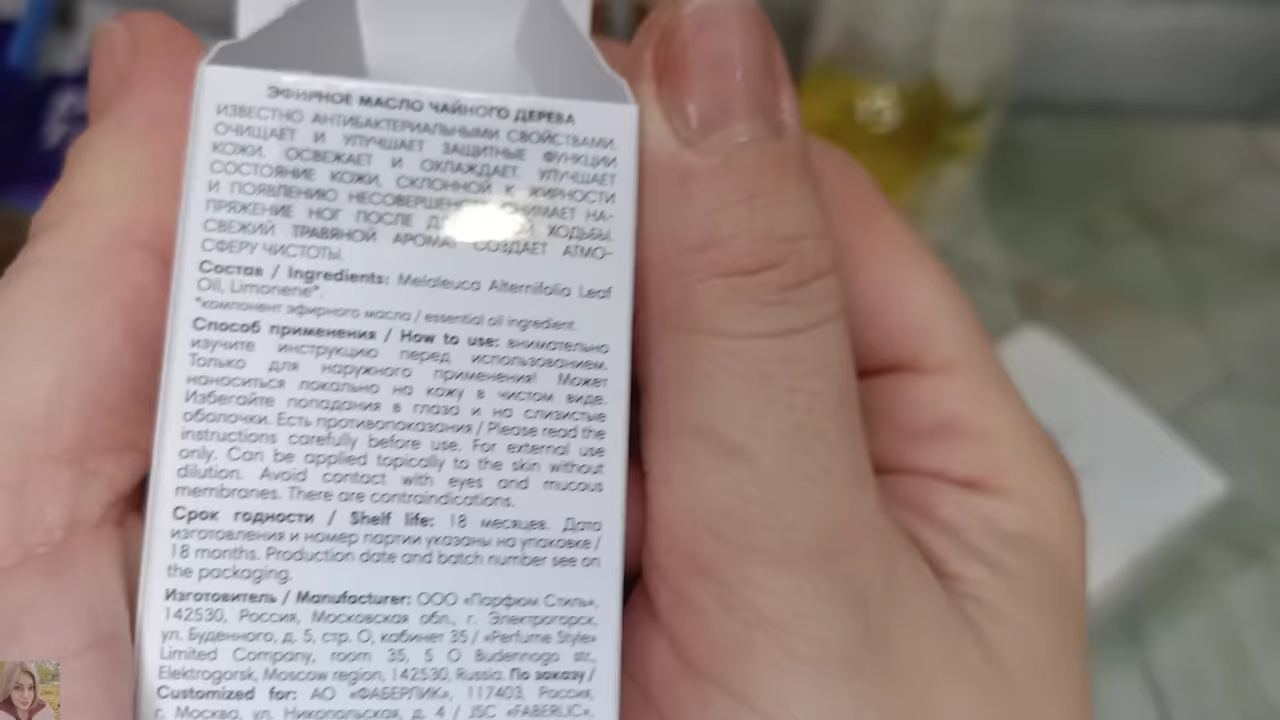 ЭФИРНОЕ МАСЛО ЧАЙНОГО ДЕРЕВА
ИЗВЕСТНО АНТИБАКТЕРИАЛЬНЫМИ СВОЙСТВАМИ.
ОЧИЩАЕТ И УЛУЧШАЕТ ЗАЩИТНЫЕ ФУНКЦИИ
КОЖИ. ОСВЕЖАЕТ И ОХЛАЖДАЕТ. УЛУЧШАЕТ
СОСТОЯНИЕ КОЖИ, СКЛОННОЙ К ЖИРНОСТИ
И ПОЯВЛЕНИЮ НА-
ПРЯЖЕНИЕ НОГ ПОСЛЕ ХОДЬБЫ.
СВЕЖИЙ ТРАВЯНОЙ АРОМАТ СОЗДАЕТ АТМО-
СФЕРУ ЧИСТОТЫ.
Состав / Ingredients: Melaleuca Alternifolia Leaf
Oil, Limonene*.
*компонент эфирного масла / essential oil ingredient.
Способ применения / How to use: внимательно
изучите инструкцию перед использованием.
Только для наружного применения! Может
наноситься локально на кожу в чистом виде.
Избегайте попадания в глаза и на слизистые
оболочки. Есть противопоказания / Please read the
instructions carefully before use. For external use
only. Can be applied topically to the skin without
dilution. Avoid contact with eyes and mucous
membranes. There are contraindications.
Срок годности / Shelf life: 18 месяцев. Дата
изготовления и номер партии указаны на упаковке /
18 months. Production date and batch number see on
the packaging.
Изготовитель / Manufacturer: ООО «Парфюм Стиль»,
142530, Россия, Московская обл., г. Электрогорск,
ул. Буденного, д. 5, стр. О, кабинет 35 / «Perfume Style»
Limited Company, room 35, 5 O Budennogo str.,
Elektrogorsk, Moscow region, 142530, Russia. По заказу /
Customized for: АО «ФАБЕРЛИК», 117403, Россия,
г. Москва, ул. Никопольская, д. 4 / JSC «FABERLIC»,